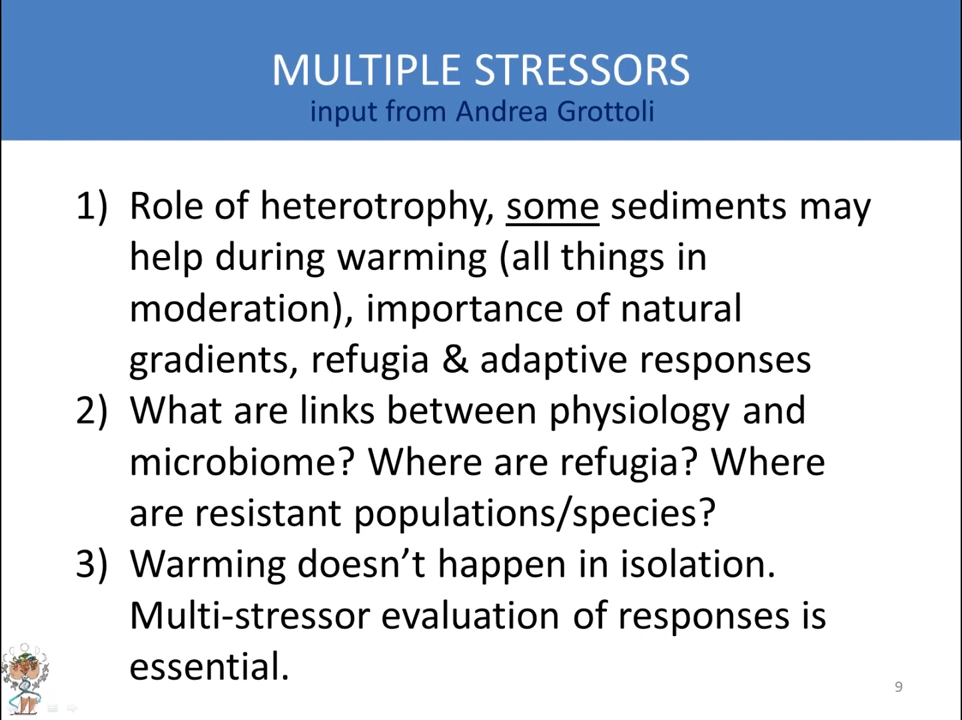 MULTIPLE STRESSORS
input from Andrea Grottoli
1) Role of heterotrophy, some sediments may
help during warming (all things in
moderation), importance of natural
gradients, refugia & adaptive responses
2) What are links between physiology and
microbiome? Where are refugia? Where
are resistant populations/species?
3) Warming doesn’t happen in isolation.
Multi-stressor evaluation of responses is
essential.
9